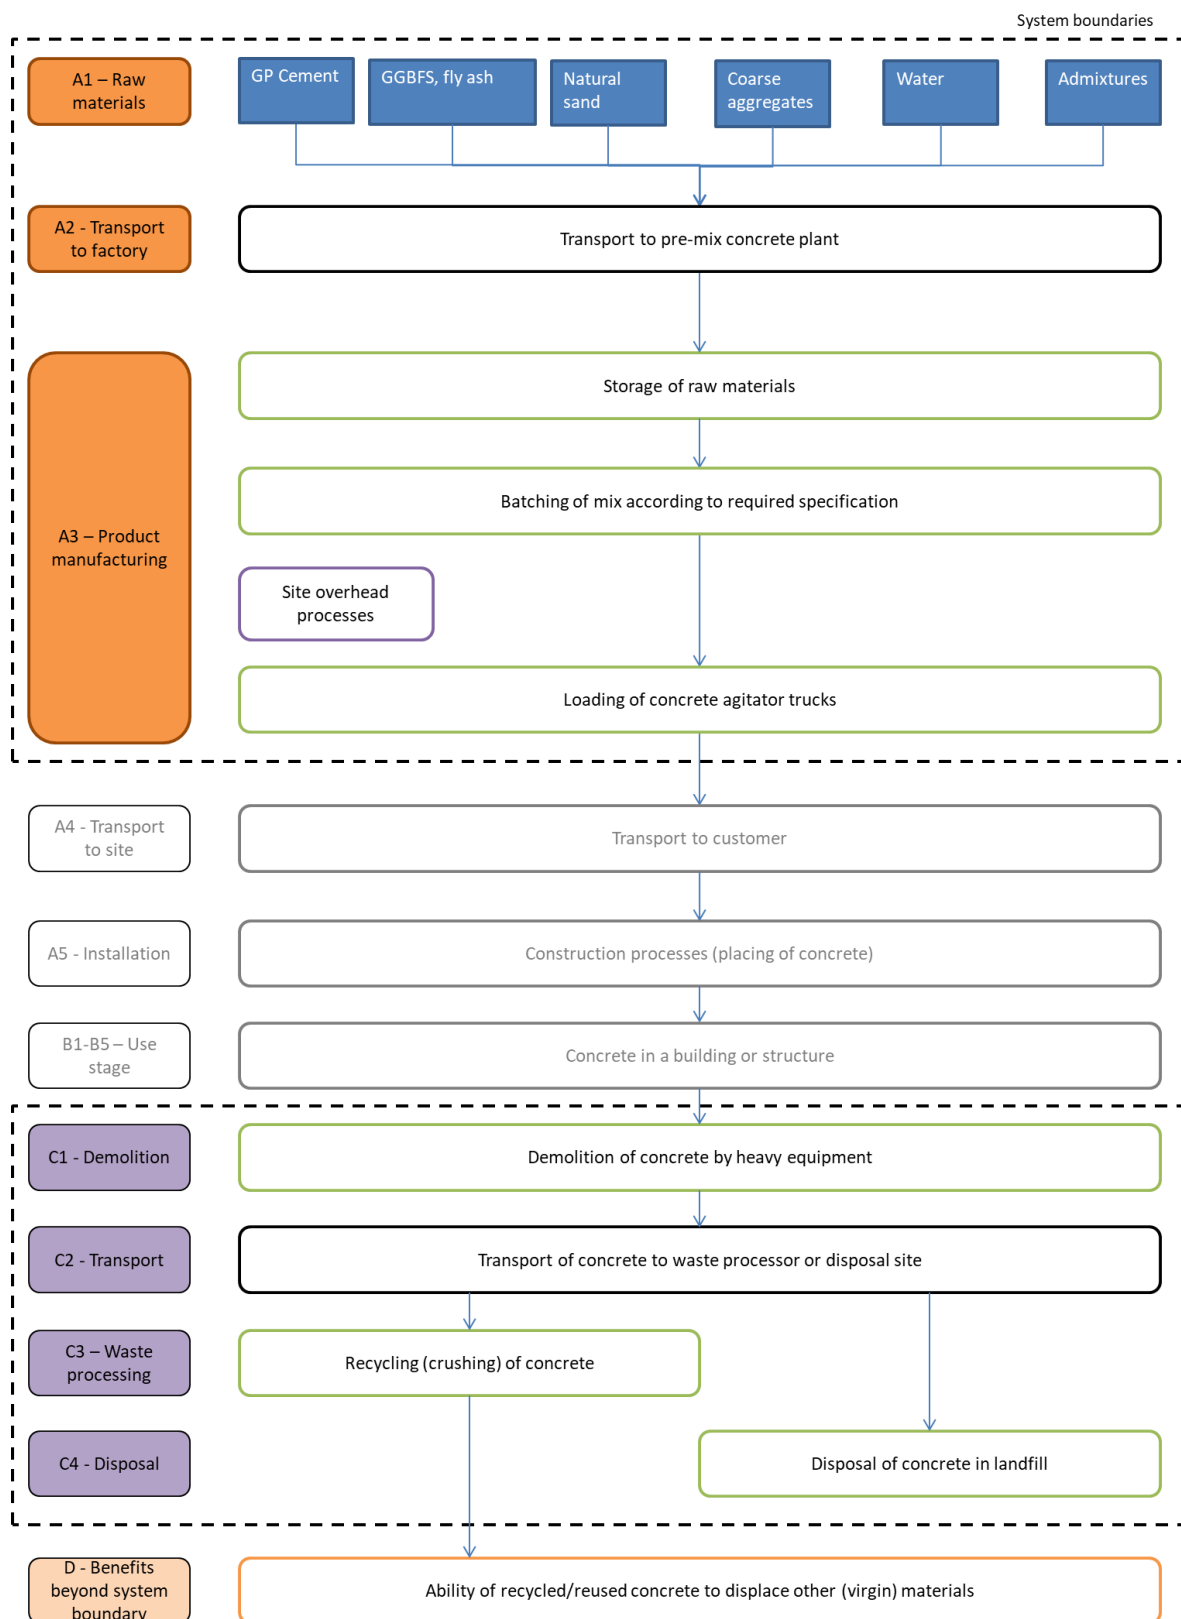 System boundaries
A1 – Raw
materials
GP Cement
GGBFS, fly ash
Natural
sand
Coarse
aggregates
Water
Admixtures
A2 - Transport
to factory
Transport to pre-mix concrete plant
Storage of raw materials
Batching of mix according to required specification
A3 – Product
manufacturing
Site overhead
processes
Loading of concrete agitator trucks
A4 - Transport
to site
Transport to customer
A5 - Installation
Construction processes (placing of concrete)
B1-B5 – Use
stage
Concrete in a building or structure
C1 - Demolition
Demolition of concrete by heavy equipment
C2 - Transport
Transport of concrete to waste processor or disposal site
C3 – Waste
processing
Recycling (crushing) of concrete
C4 - Disposal
Disposal of concrete in landfill
D - Benefits
beyond system
boundary
Ability of recycled/reused concrete to displace other (virgin) materials